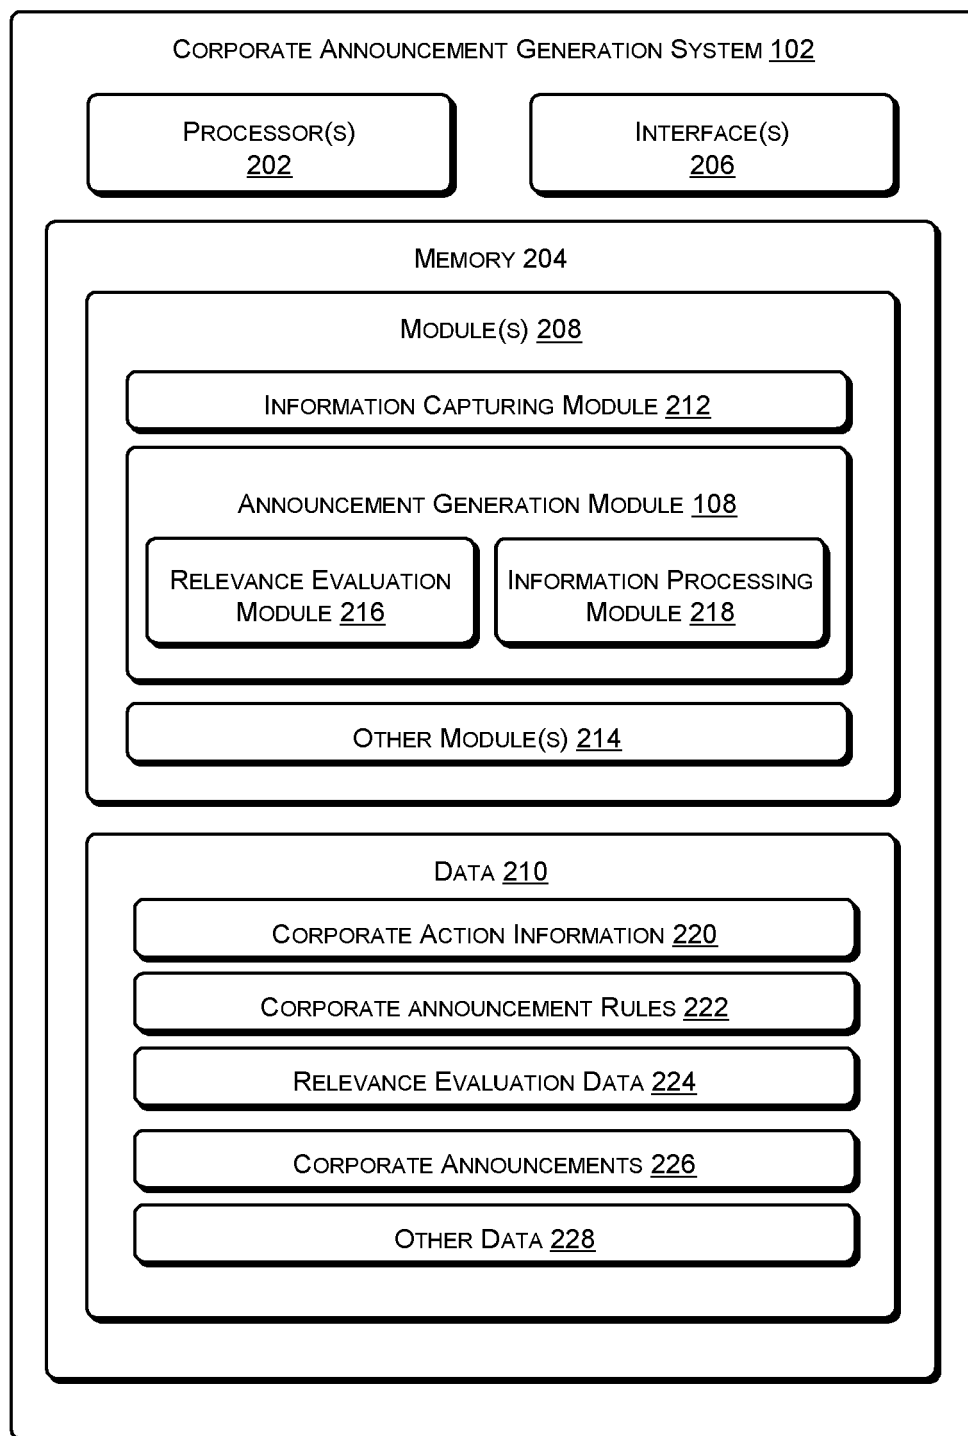 CORPORATE ANNOUNCEMENT GENERATION SYSTEM 102
PROCESSOR(S)
202
INTERFACE(S)
206
MEMORY 204
MODULE(S) 208
INFORMATION CAPTURING MODULE 212
ANNOUNCEMENT GENERATION MODULE 108
RELEVANCE EVALUATION
MODULE 216
INFORMATION PROCESSING
MODULE 218
OTHER MODULE(S) 214
DATA 210
CORPORATE ACTION INFORMATION 220
CORPORATE ANNOUNCEMENT RULES 222
RELEVANCE EVALUATION DATA 224
CORPORATE ANNOUNCEMENTS 226
OTHER DATA 228